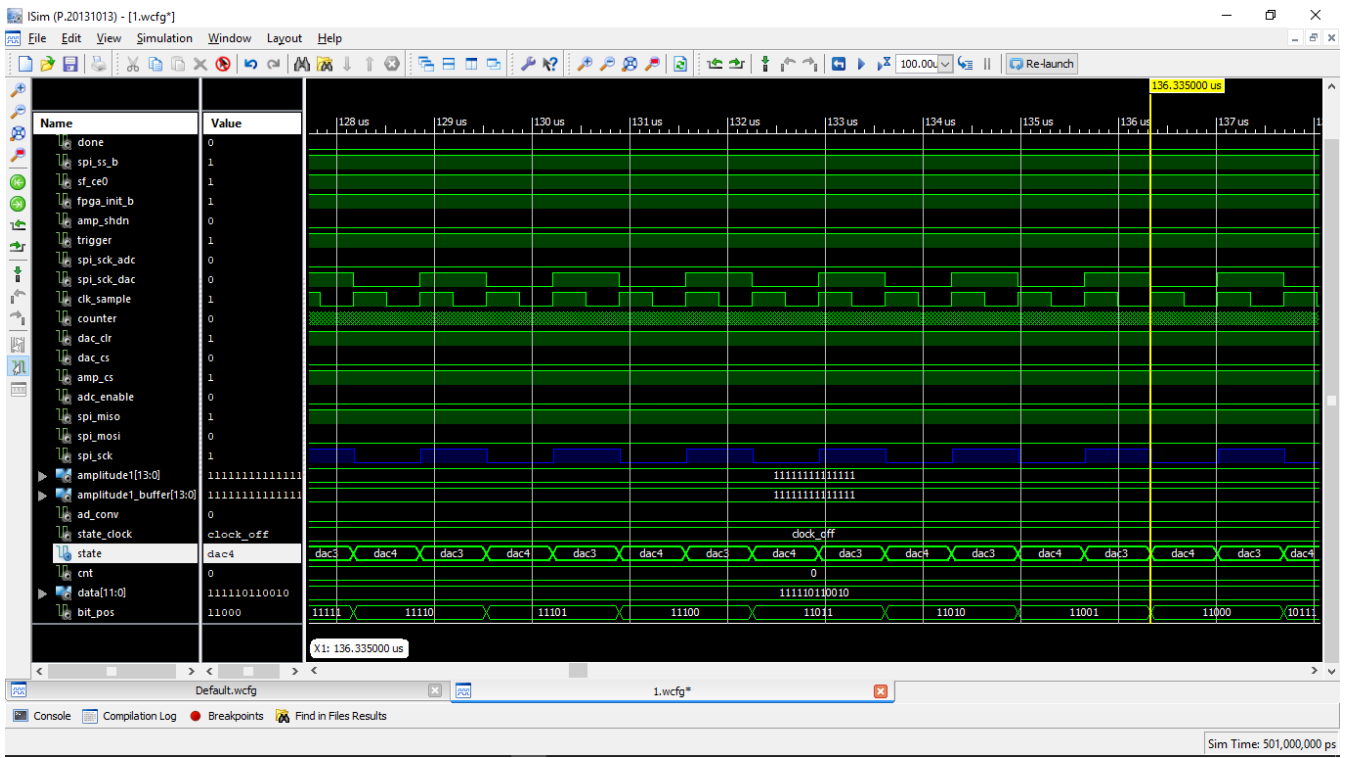 ISim (P.20131013) - [1.wcfg*]
File Edit View Simulation Window Layout Help
100.00u Re-launch
136.335000 us
Name Value
128 us 129 us 130 us 131 us 132 us 133 us 134 us 135 us 136 us 137 us
done 0
spi_ss_b 1
sf_ce0 1
fpga_init_b 1
amp_shdn 0
trigger 1
spi_sck_adc 0
spi_sck_dac 0
clk_sample 1
counter 0
dac_clr 1
dac_cs 0
amp_cs 1
adc_enable 0
spi_miso 1
spi_mosi 0
spi_sck 1
amplitude1[13:0] 11111111111111 11111111111111
amplitude1_buffer[13:0] 11111111111111 11111111111111
ad_conv 0
state_clock clock_off clock_off
state dac4 dac3 dac4 dac3 dac4 dac3 dac4 dac3 dac4 dac3 dac4 dac3 dac4 dac3 dac4 dac3 dac4
cnt 0 0
data[11:0] 111110110010 111110110010
bit_pos 11000 11111 11110 11101 11100 11011 11010 11001 11000 10111
X1: 136.335000 us
Default.wcfg 1.wcfg*
Console Compilation Log Breakpoints Find in Files Results
Sim Time: 501,000,000 ps